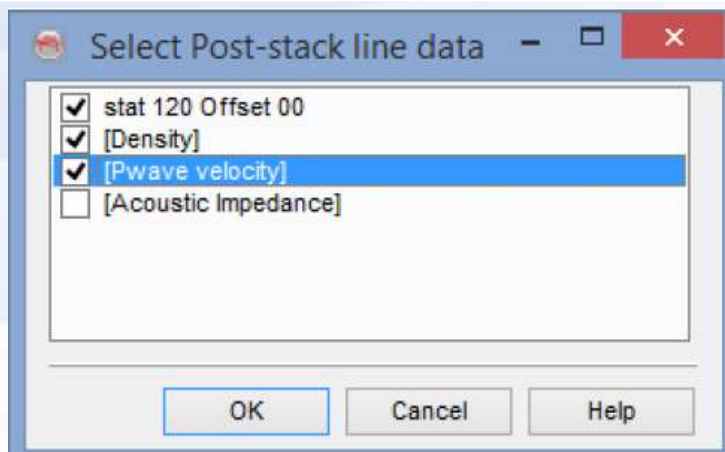 Select Post-stack line data
stat 120 Offset 00
[Density]
[Pwave velocity]
[Acoustic Impedance]
OK Cancel Help